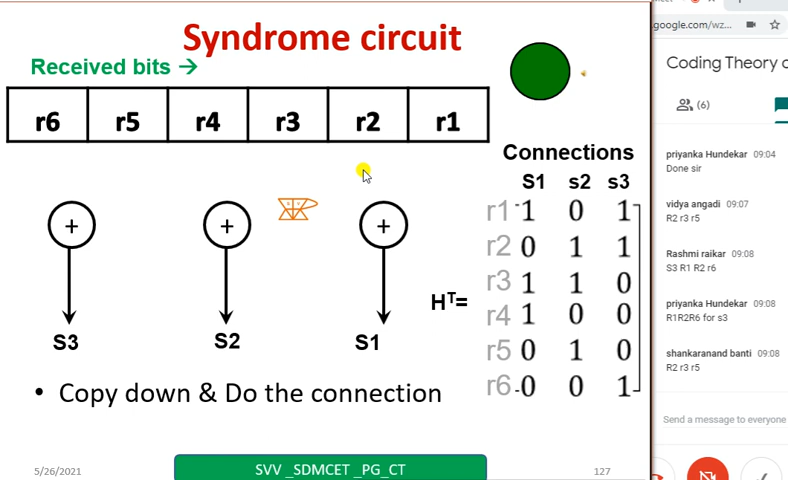 Syndrome circuit
Received bits →
r6 r5 r4 r3 r2 r1
+ + +
S3 S2 S1
Connections
S1 s2 s3
r1 1 0 1
r2 0 1 1
r3 1 1 0
r4 1 0 0
r5 0 1 0
r6 0 0 1
Hᵀ=
• Copy down & Do the connection
5/26/2021
SVV _SDMCET _PG_CT
127
google.com/wz...
Coding Theory
(6)
priyanka Hundekar 09:04
Done sir
vidya angadi 09:07
R2 r3 r5
Rashmi raikar 09:08
S3 R1 R2 r6
priyanka Hundekar 09:08
R1R2R6 for s3
shankaranand banti 09:08
R2 r3 r5
Send a message to everyone